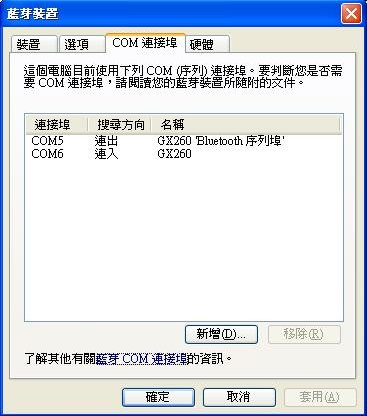 藍芽裝置
裝置 選項 COM 連接埠 硬體
這個電腦目前使用下列 COM (序列) 連接埠。要判斷您是否需
要 COM 連接埠，請閱讀您的藍芽裝置所隨附的文件。
連接埠 搜尋方向 名稱
COM5 連出 GX260 'Bluetooth 序列埠'
COM6 連入 GX260
新增(D)... 移除(R)
了解其他有關藍芽 COM 連接埠的資訊。
確定 取消 套用(A)